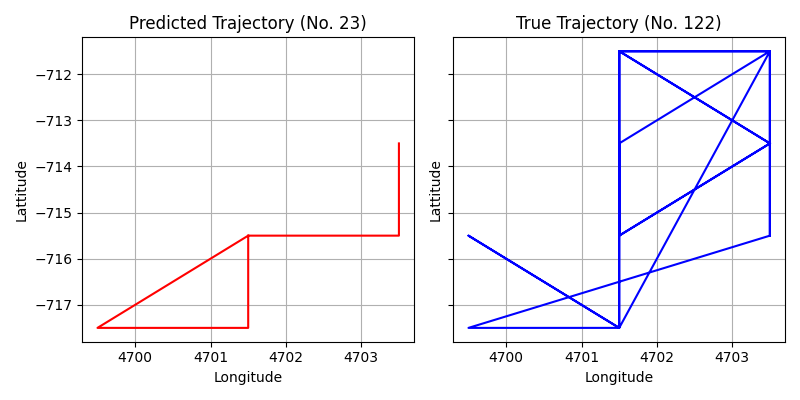 Predicted Trajectory (No. 23)
True Trajectory (No. 122)
−712
−713
−714
−715
−716
−717
Lattitude
Lattitude
4700
4701
4702
4703
4700
4701
4702
4703
Longitude
Longitude